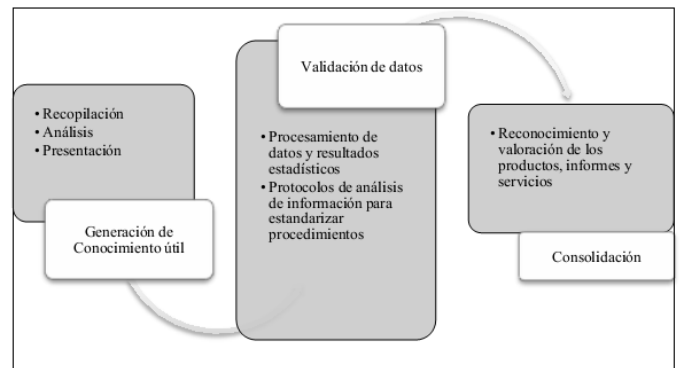 • Recopilación
• Análisis
• Presentación
Generación de
Conocimiento útil
Validación de datos
• Procesamiento de
datos y resultados
estadísticos
• Protocolos de análisis
de información para
estandarizar
procedimientos
• Reconocimiento y
valoración de los
productos, informes y
servicios
Consolidación